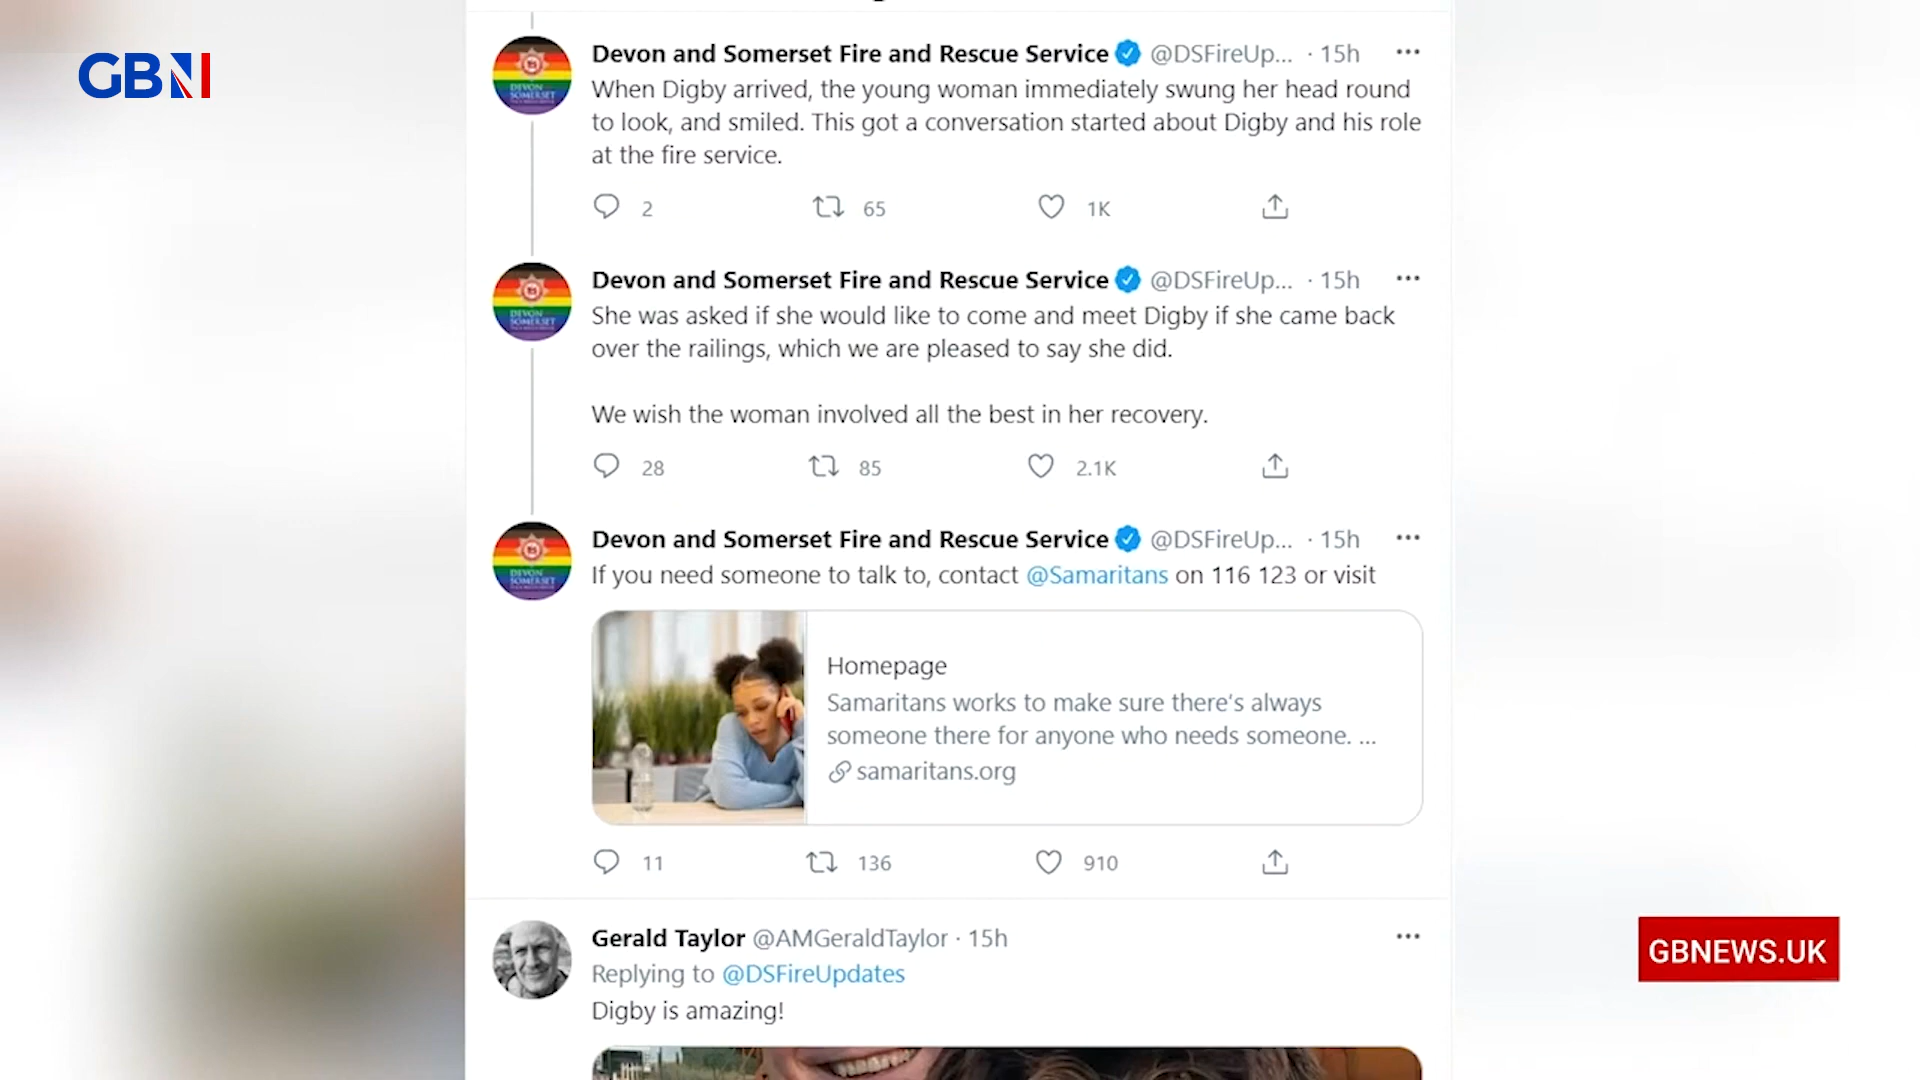 GBN
Devon and Somerset Fire and Rescue Service @DSFireUp... · 15h
When Digby arrived, the young woman immediately swung her head round
to look, and smiled. This got a conversation started about Digby and his role
at the fire service.
2 65 1K
Devon and Somerset Fire and Rescue Service @DSFireUp... · 15h
She was asked if she would like to come and meet Digby if she came back
over the railings, which we are pleased to say she did.
We wish the woman involved all the best in her recovery.
28 85 2.1K
Devon and Somerset Fire and Rescue Service @DSFireUp... · 15h
If you need someone to talk to, contact @Samaritans on 116 123 or visit
Homepage
Samaritans works to make sure there's always
someone there for anyone who needs someone. ...
samaritans.org
11 136 910
Gerald Taylor @AMGeraldTaylor · 15h
Replying to @DSFireUpdates
Digby is amazing!
GBNEWS.UK
DEVON
SOMERSET
DEVON
SOMERSET
DEVON
SOMERSET